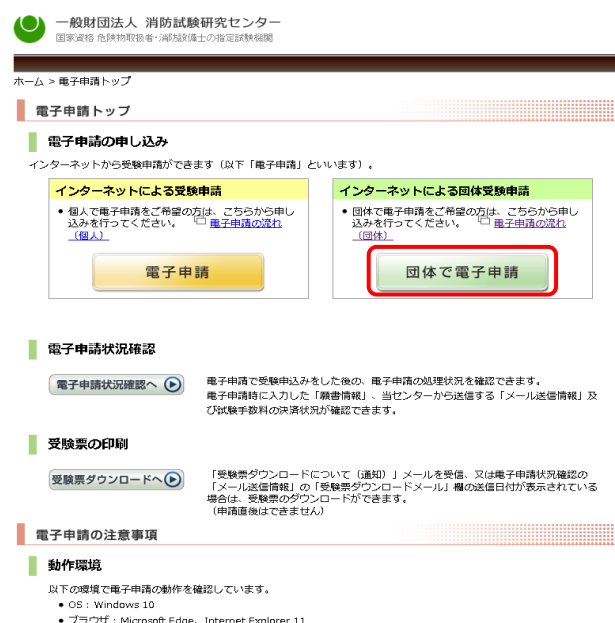 一般財団法人 消防試験研究センター
国家資格 危険物取扱者・消防設備士の指定試験機関
ホーム > 電子申請トップ
電子申請トップ
電子申請の申し込み
インターネットから受験申請ができます（以下「電子申請」といいます）。
インターネットによる受験申請
• 個人で電子申請をご希望の方は、こちらから申し
込みを行ってください。 電子申請の流れ
（個人）
電子申請
インターネットによる団体受験申請
• 団体で電子申請をご希望の方は、こちらから申し
込みを行ってください。 電子申請の流れ
（団体）
団体で電子申請
電子申請状況確認
電子申請状況確認へ
電子申請で受験申込みをした後の、電子申請の処理状況を確認できます。
電子申請時に入力した「願書情報」、当センターから送信する「メール送信情報」及
び試験手数料の決済状況が確認できます。
受験票の印刷
受験票ダウンロードへ
「受験票ダウンロードについて（通知）」メールを受信、又は電子申請状況確認の
「メール送信情報」の「受験票ダウンロードメール」欄の送信日付が表示されている
場合は、受験票のダウンロードができます。
（申請直後はできません）
電子申請の注意事項
動作環境
以下の環境で電子申請の動作を確認しています。
• OS : Windows 10
• ブラウザ : Microsoft Edge、Internet Explorer 11